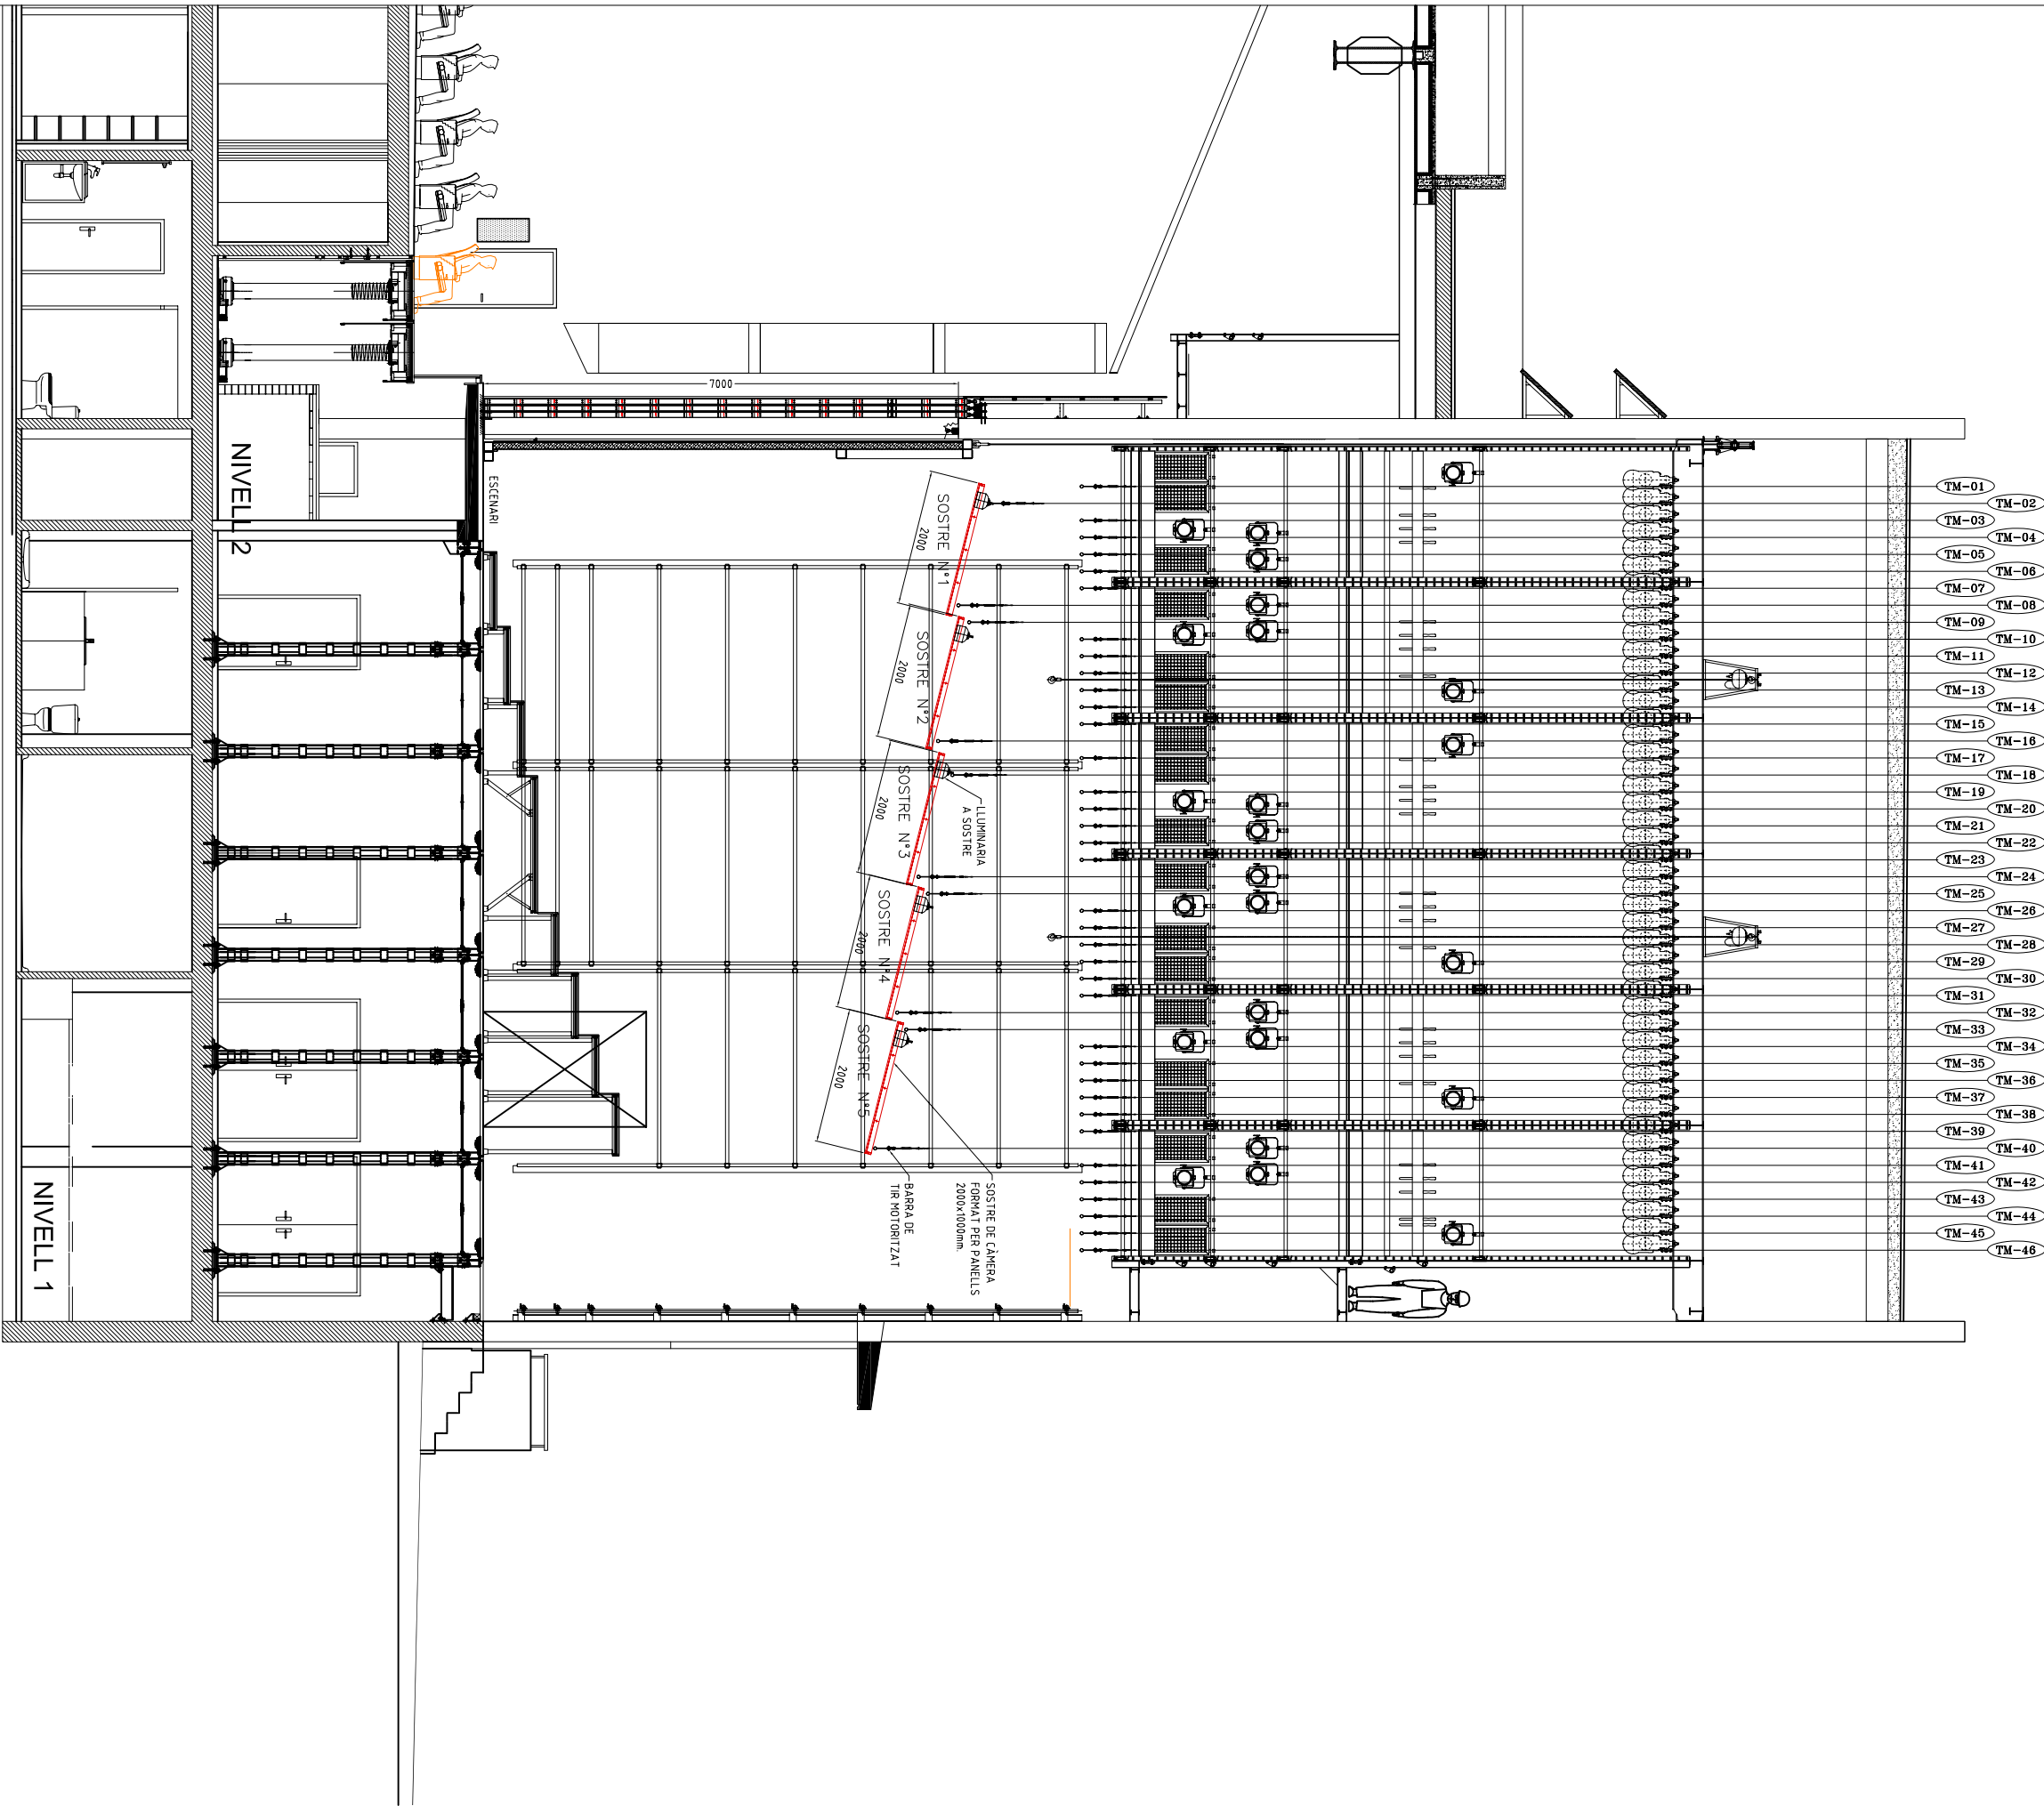 TM-01
TM-02
TM-03
TM-04
TM-05
TM-06
TM-07
TM-08
TM-09
TM-10
TM-11
TM-12
TM-13
TM-14
TM-15
TM-16
TM-17
TM-18
TM-19
TM-20
TM-21
TM-22
TM-23
TM-24
TM-25
TM-26
TM-27
TM-28
TM-29
TM-30
TM-31
TM-32
TM-33
TM-34
TM-35
TM-36
TM-37
TM-38
TM-39
TM-40
TM-41
TM-42
TM-43
TM-44
TM-45
TM-46
7000
SOSTRE N°1
2000
SOSTRE N°2
2000
SOSTRE N°3
2000
SOSTRE N°4
2000
SOSTRE N°5
2000
LLUMINARIA
A SOSTRE
SOSTRE DE CÀMERA
FORMAT PER PANELLS
2000x1000mm.
BARRA DE
TIR MOTORITZAT
ESCENARI
NIVELL 2
NIVELL 1